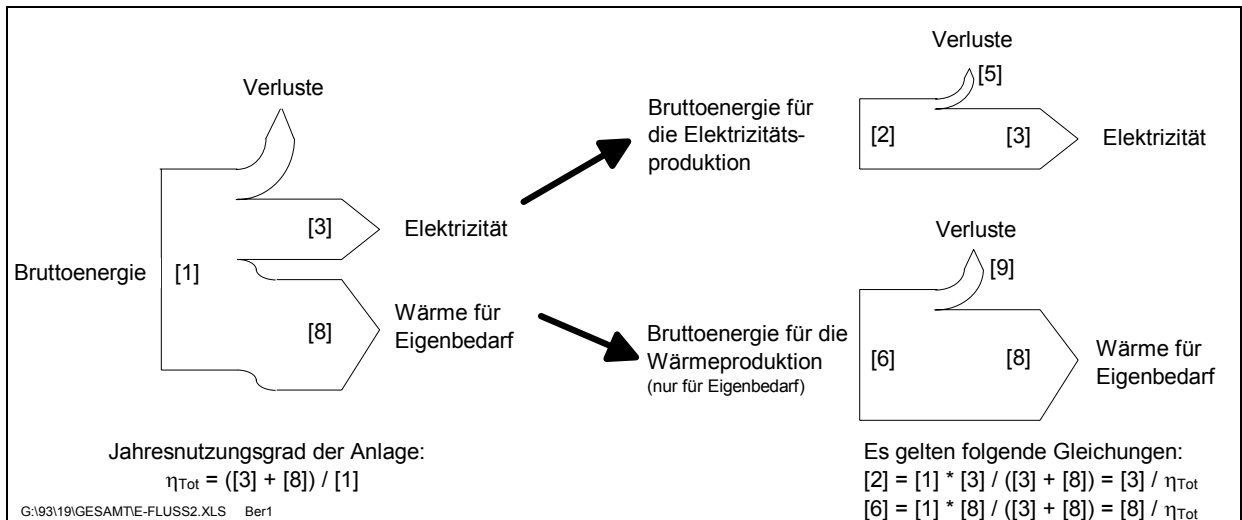 Verluste
[3]
Elektrizität
Bruttoenergie
[1]
[8]
Wärme für
Eigenbedarf
Jahresnutzungsgrad der Anlage:
ηTot = ([3] + [8]) / [1]
G:\93\19\GESAMT\E-FLUSS2.XLS Ber1
Bruttoenergie für
die Elektrizitäts-
produktion
Verluste
[5]
[2]
[3]
Elektrizität
Bruttoenergie für die
Wärmeproduktion
(nur für Eigenbedarf)
Verluste
[9]
[6]
[8]
Wärme für
Eigenbedarf
Es gelten folgende Gleichungen:
[2] = [1] * [3] / ([3] + [8]) = [3] / ηTot
[6] = [1] * [8] / ([3] + [8]) = [8] / ηTot